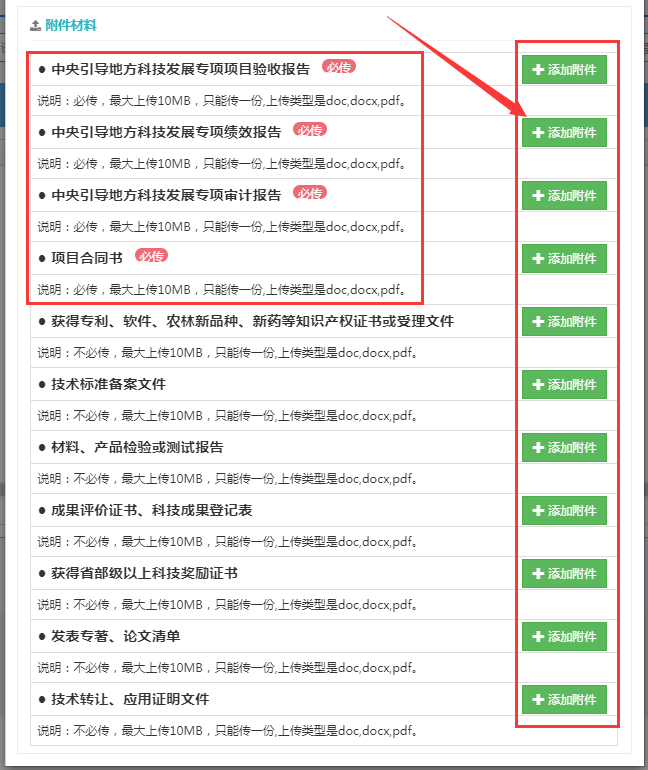 附件材料
● 中央引导地方科技发展专项项目验收报告 必传 添加附件
说明：必传，最大上传10MB，只能传一份,上传类型是doc,docx,pdf。
● 中央引导地方科技发展专项绩效报告 必传 添加附件
说明：必传，最大上传10MB，只能传一份,上传类型是doc,docx,pdf。
● 中央引导地方科技发展专项审计报告 必传 添加附件
说明：必传，最大上传10MB，只能传一份,上传类型是doc,docx,pdf。
● 项目合同书 必传 添加附件
说明：必传，最大上传10MB，只能传一份,上传类型是doc,docx,pdf。
● 获得专利、软件、农林新品种、新药等知识产权证书或受理文件 添加附件
说明：不必传，最大上传10MB，只能传一份,上传类型是doc,docx,pdf。
● 技术标准备案文件 添加附件
说明：不必传，最大上传10MB，只能传一份,上传类型是doc,docx,pdf。
● 材料、产品检验或测试报告 添加附件
说明：不必传，最大上传10MB，只能传一份,上传类型是doc,docx,pdf。
● 成果评价证书、科技成果登记表 添加附件
说明：不必传，最大上传10MB，只能传一份,上传类型是doc,docx,pdf。
● 获得省部级以上科技奖励证书 添加附件
说明：不必传，最大上传10MB，只能传一份,上传类型是doc,docx,pdf。
● 发表专著、论文清单 添加附件
说明：不必传，最大上传10MB，只能传一份,上传类型是doc,docx,pdf。
● 技术转让、应用证明文件 添加附件
说明：不必传，最大上传10MB，只能传一份,上传类型是doc,docx,pdf。